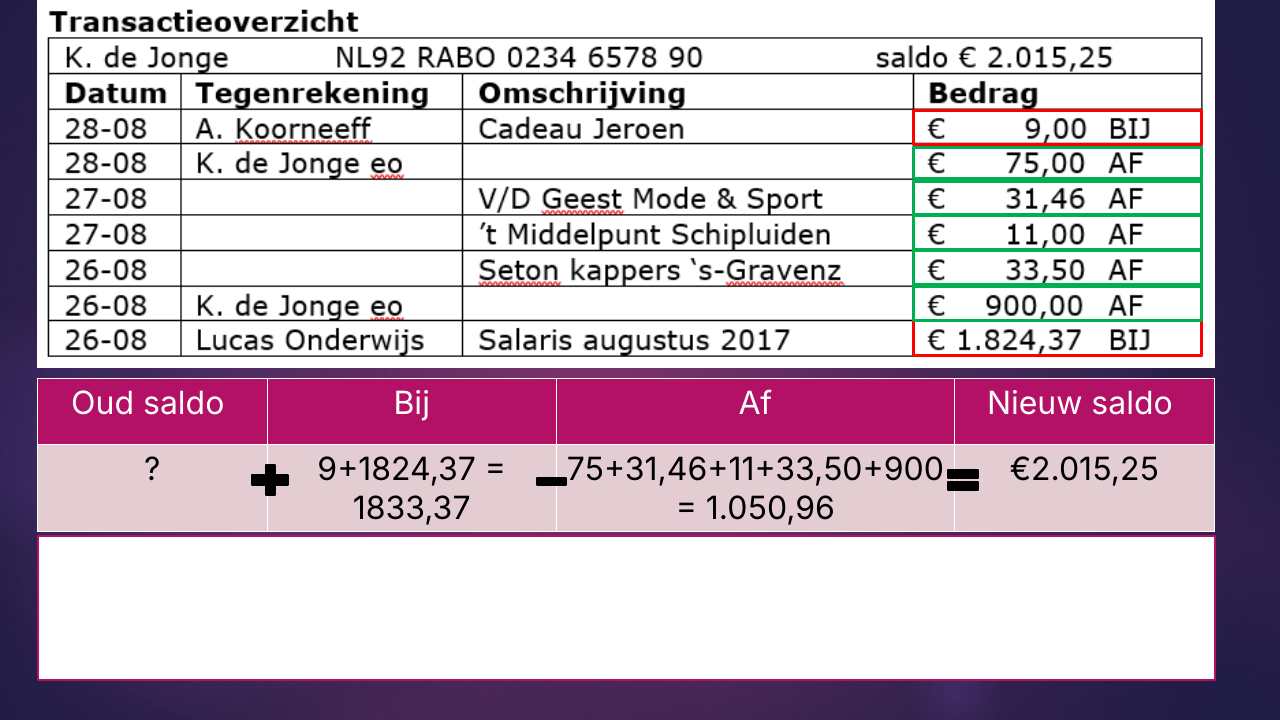 Transactieoverzicht
K. de Jonge NL92 RABO 0234 6578 90 saldo € 2.015,25
Datum Tegenrekening Omschrijving Bedrag
28-08 A. Koorneeff Cadeau Jeroen € 9,00 BIJ
28-08 K. de Jonge eo € 75,00 AF
27-08 V/D Geest Mode & Sport € 31,46 AF
27-08 ’t Middelpunt Schipluiden € 11,00 AF
26-08 Seton kappers ‘s-Gravenz € 33,50 AF
26-08 K. de Jonge eo € 900,00 AF
26-08 Lucas Onderwijs Salaris augustus 2017 € 1.824,37 BIJ
Oud saldo Bij Af Nieuw saldo
? + 9+1824,37 = − 75+31,46+11+33,50+900 = €2.015,25
1833,37 = 1.050,96